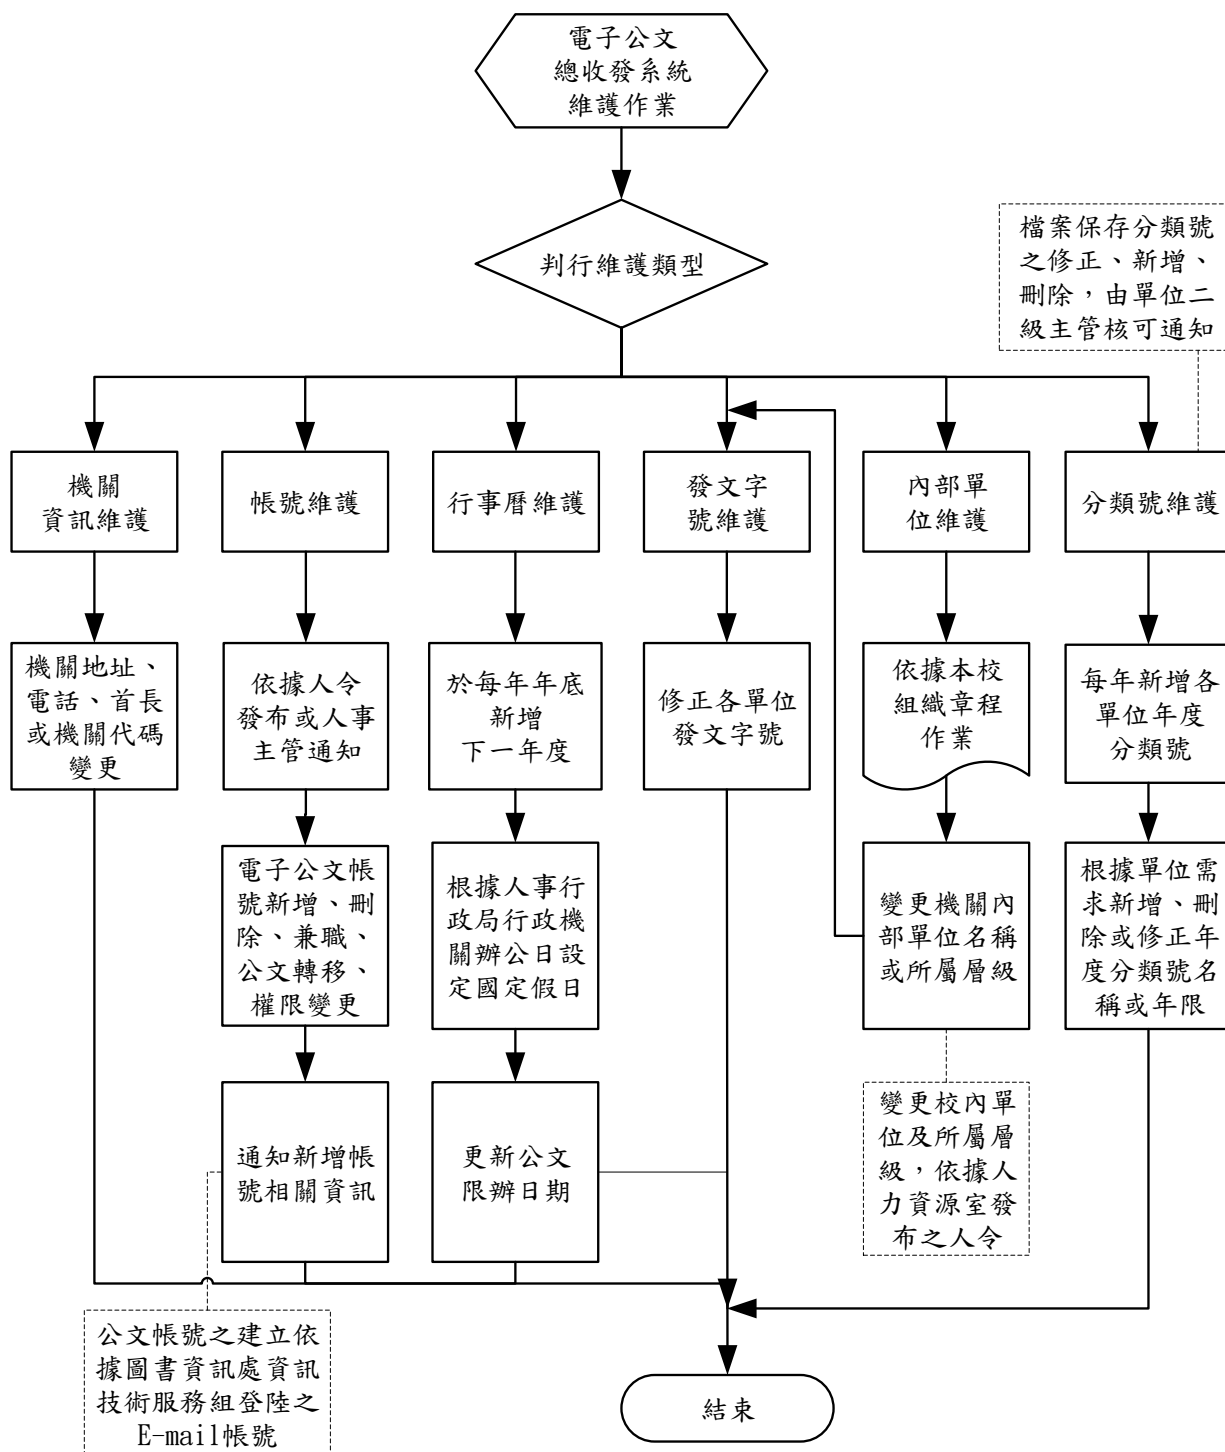 電子公文
總收發系統
維護作業
判行維護類型
檔案保存分類號
之修正、新增、
刪除，由單位二
級主管核可通知
機關
資訊維護
帳號維護
行事曆維護
發文字
號維護
內部單
位維護
分類號維護
機關地址、
電話、首長
或機關代碼
變更
依據人令
發布或人事
主管通知
於每年年底
新增
下一年度
修正各單位
發文字號
依據本校
組織章程
作業
每年新增各
單位年度
分類號
電子公文帳
號新增、刪
除、兼職、
公文轉移、
權限變更
根據人事行
政局行政機
關辦公日設
定國定假日
變更機關內
部單位名稱
或所屬層級
根據單位需
求新增、刪
除或修正年
度分類號名
稱或年限
通知新增帳
號相關資訊
更新公文
限辦日期
變更校內單
位及所屬層
級，依據人
力資源室發
布之人令
公文帳號之建立依
據圖書資訊處資訊
技術服務組登陸之
E-mail帳號
結束